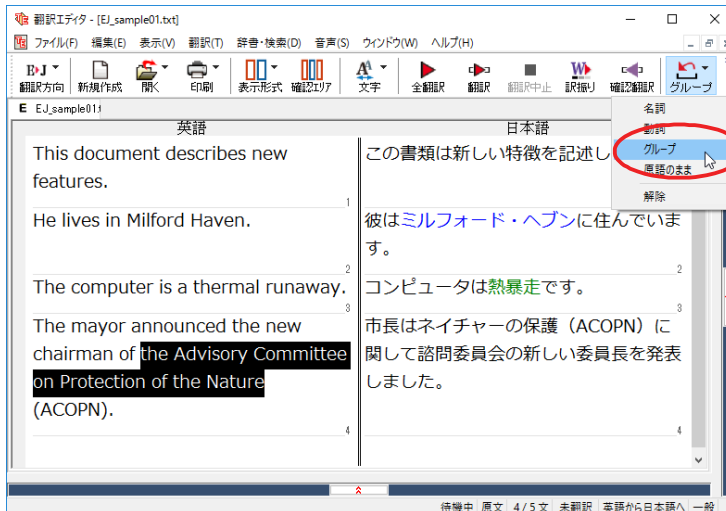 翻訳エディタ - [EJ_sample01.txt]
ファイル(F) 編集(E) 表示(V) 翻訳(T) 辞書・検索(D) 音声(S) ウィンドウ(W) ヘルプ(H)
翻訳方向 新規作成 開く 印刷 表示形式 確認エリア 文字 全翻訳 翻訳 翻訳中止 訳振り 確認翻訳 グループ
E EJ_sample01.t
名詞
動詞
グループ
原語のまま
解除
英語 日本語
This document describes new
features.
1
この書類は新しい特徴を記述し
He lives in Milford Haven.
2
彼はミルフォード・ヘブンに住んでいま
す。
2
The computer is a thermal runaway.
3
コンピュータは熱暴走です。
3
The mayor announced the new
chairman of the Advisory Committee
on Protection of the Nature
(ACOPN).
4
市長はネイチャーの保護（ACOPN）に
関して諮問委員会の新しい委員長を発表
しました。
4
待機中 原文 4/5文 未翻訳 英語から日本語へ 一般